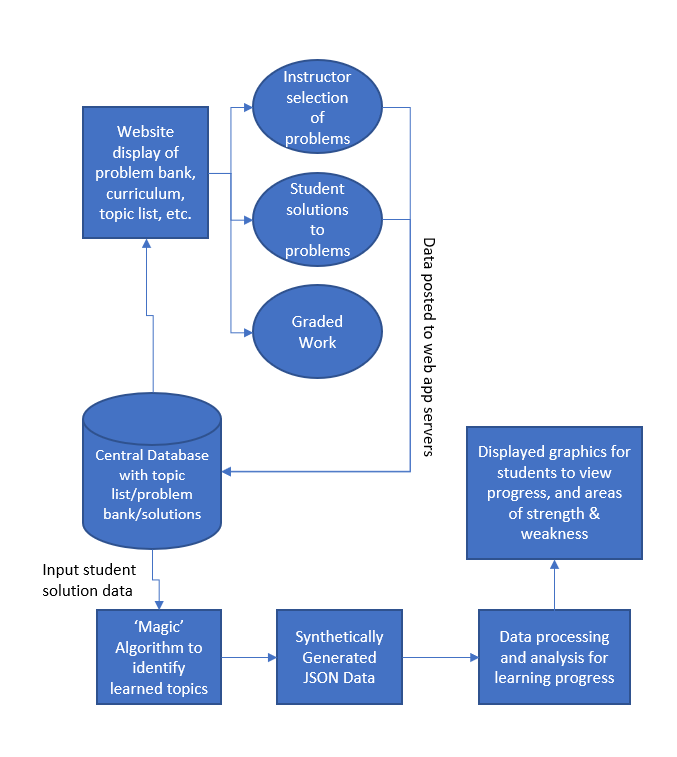 Instructor
selection
of
problems
Website
display of
problem bank,
curriculum,
topic list, etc.
Student
solutions
to
problems
Graded
Work
Data posted to web app servers
Central Database
with topic
list/problem
bank/solutions
Displayed graphics for
students to view
progress, and areas
of strength &
weakness
Input student
solution data
‘Magic’
Algorithm to
identify
learned topics
Synthetically
Generated
JSON Data
Data processing
and analysis for
learning progress